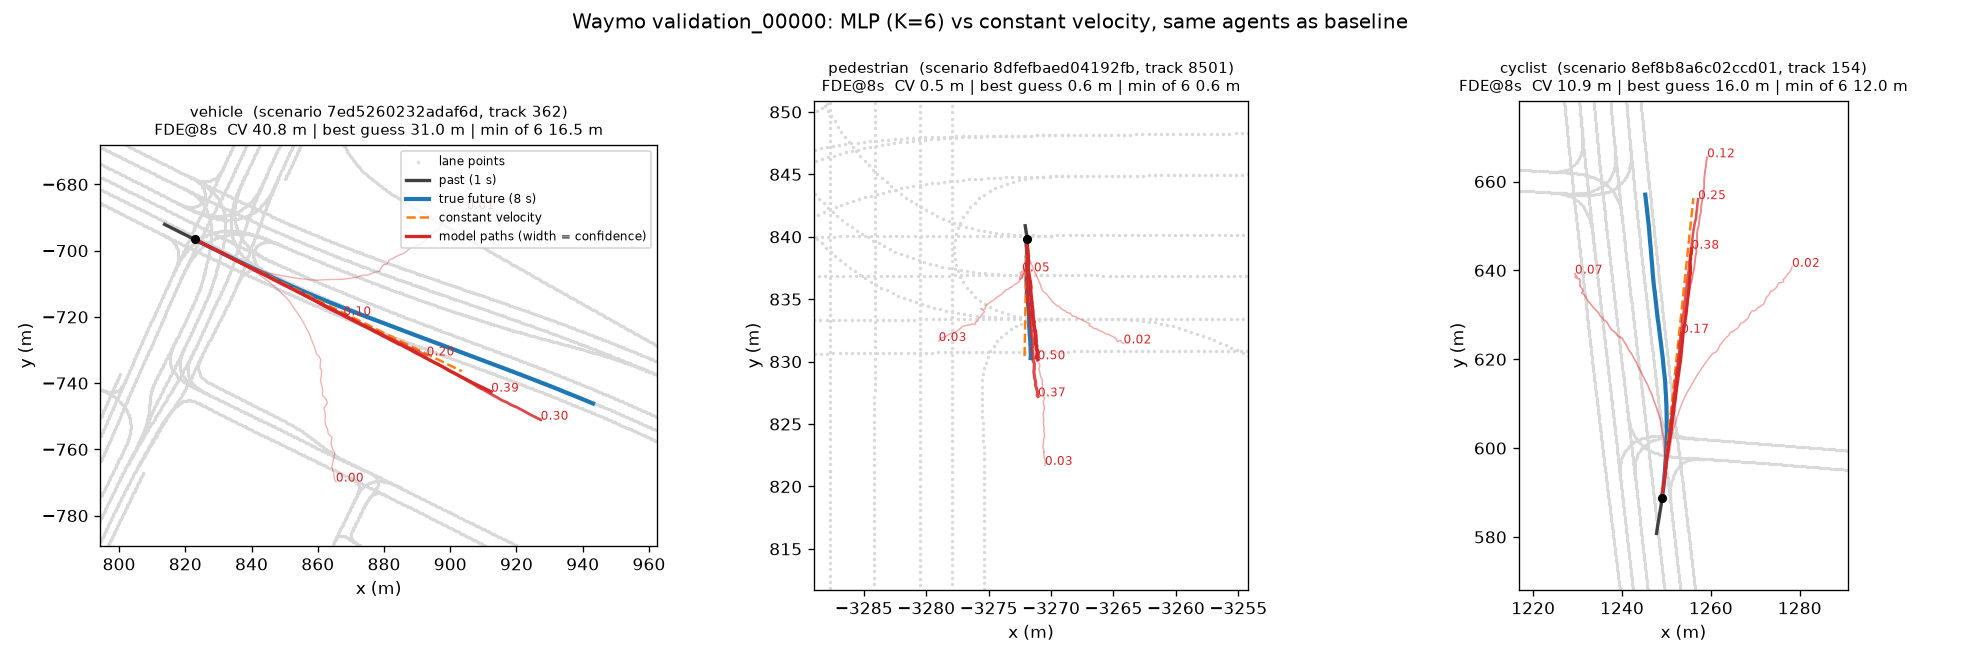 Waymo validation_00000: MLP (K=6) vs constant velocity, same agents as baseline
vehicle (scenario 7ed5260232adaf6d, track 362)
FDE@8s CV 40.8 m | best guess 31.0 m | min of 6 16.5 m
lane points
past (1 s)
true future (8 s)
constant velocity
model paths (width = confidence)
0.10
0.20
0.39
0.30
0.00
−680
−700
−720
−740
−760
−780
y (m)
800 820 840 860 880 900 920 940 960
x (m)
pedestrian (scenario 8dfefbaed04192fb, track 8501)
FDE@8s CV 0.5 m | best guess 0.6 m | min of 6 0.6 m
0.05
0.03
0.02
0.50
0.37
0.03
850
845
840
835
830
825
820
815
y (m)
−3285 −3280 −3275 −3270 −3265 −3260 −3255
x (m)
cyclist (scenario 8ef8b8a6c02ccd01, track 154)
FDE@8s CV 10.9 m | best guess 16.0 m | min of 6 12.0 m
0.12
0.25
0.38
0.07
0.02
0.17
660
640
620
600
580
y (m)
1220 1240 1260 1280
x (m)